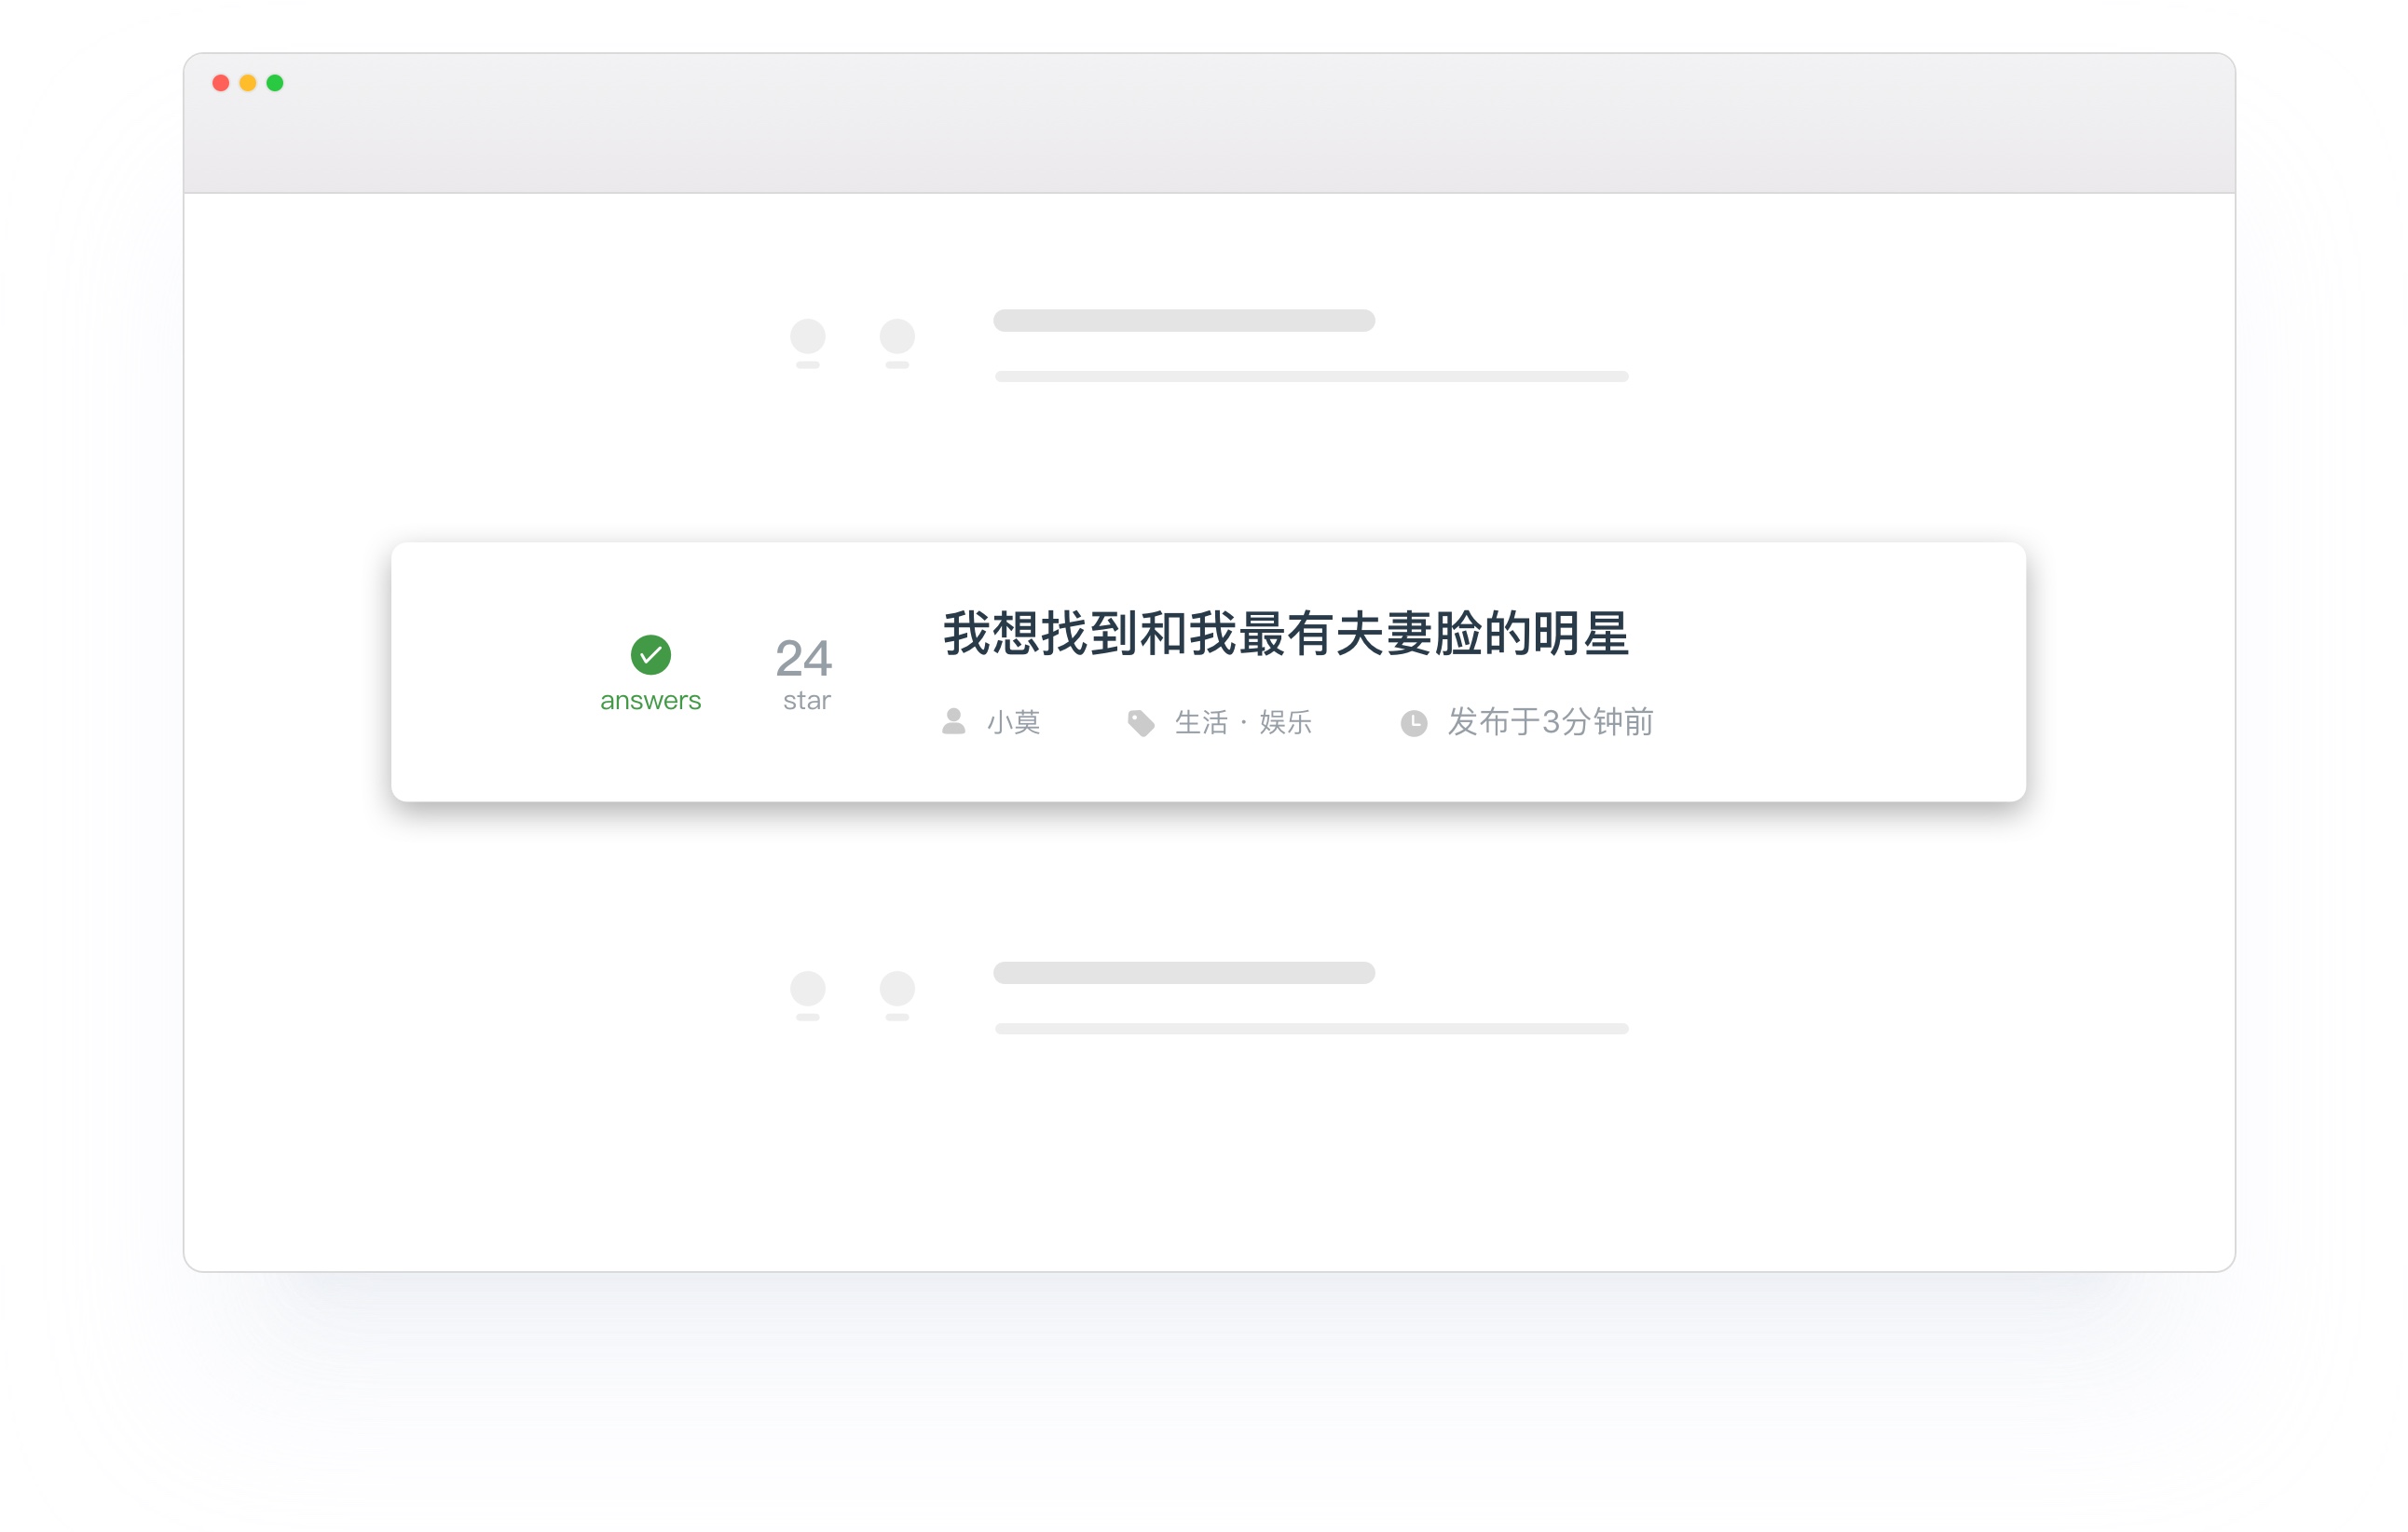 answers
24
star
我想找到和我最有夫妻脸的明星
小莫
生活 · 娱乐
发布于3分钟前